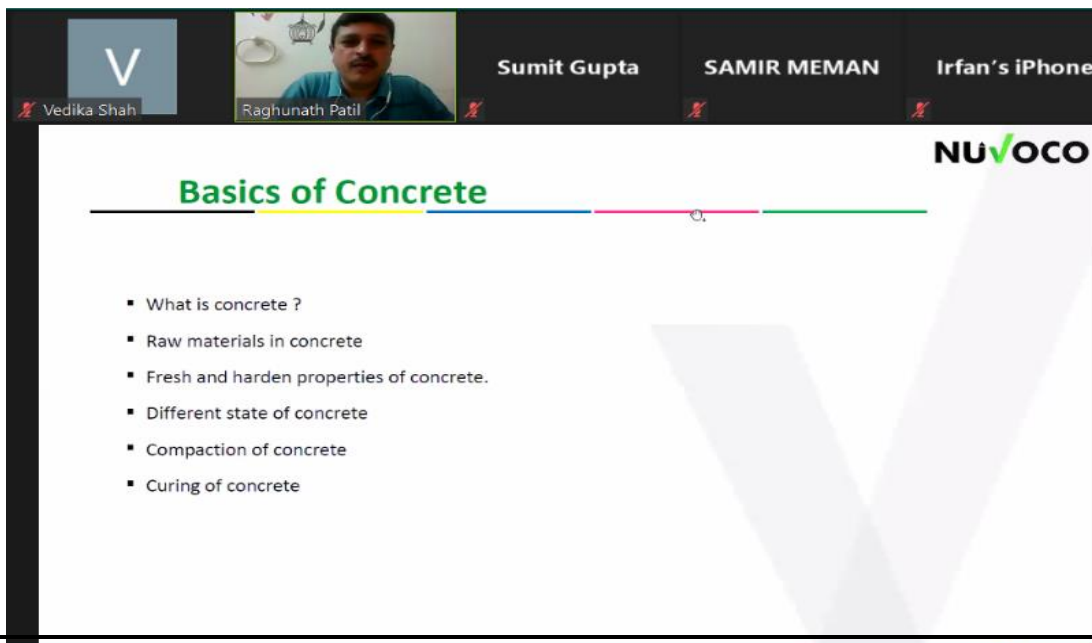 V
Sumit Gupta
SAMIR MEMAN
Irfan's iPhone
Vedika Shah
Raghunath Patil
NUVOCO
Basics of Concrete
▪ What is concrete ?
▪ Raw materials in concrete
▪ Fresh and harden properties of concrete.
▪ Different state of concrete
▪ Compaction of concrete
▪ Curing of concrete